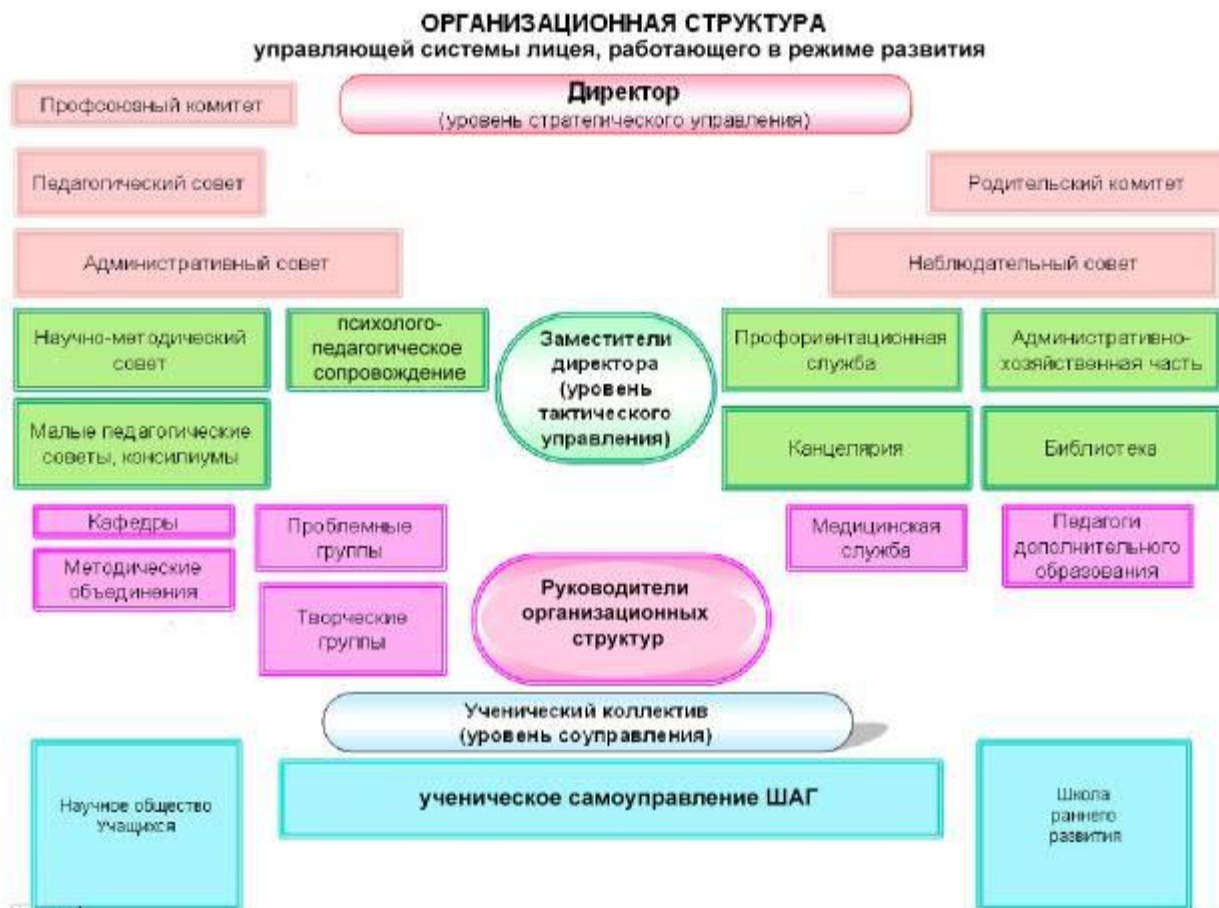 ОРГАНИЗАЦИОННАЯ СТРУКТУРА
управляющей системы лицея, работающего в режиме развития
Профсоюзный комитет
Директор
(уровень стратегического управления)
Педагогический совет
Родительский комитет
Административный совет
Наблюдательный совет
Научно-методический
совет
психолого-
педагогическое
сопровождение
Заместители
директора
(уровень
тактического
управления)
Профориентационная
служба
Административно-
хозяйственная часть
Малые педагогические
советы, консилиумы
Канцелярия
Библиотека
Кафедры
Методические
объединения
Проблемные
группы
Творческие
группы
Руководители
организационных
структур
Медицинская
служба
Педагоги
дополнительного
образования
Ученический коллектив
(уровень соуправления)
Научное общество
Учащихся
ученическое самоуправление ШАГ
Школа
раннего
развития